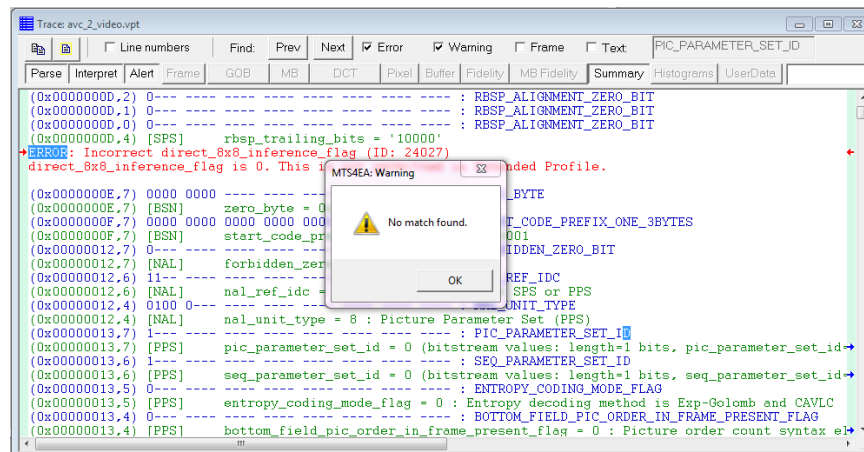 Trace: avc_2_video.vpt
Line numbers Find: Prev Next Error Warning Frame Text PIC_PARAMETER_SET_ID
Parse Interpret Alert Frame GOB MB DCT Pixel Buffer Fidelity MB Fidelity Summary Histograms UserData
(0x0000000D,2) 0--- ---- ---- ---- ---- ---- ---- ---- : RBSP_ALIGNMENT_ZERO_BIT
(0x0000000D,1) 0--- ---- ---- ---- ---- ---- ---- ---- : RBSP_ALIGNMENT_ZERO_BIT
(0x0000000D,0) 0--- ---- ---- ---- ---- ---- ---- ---- : RBSP_ALIGNMENT_ZERO_BIT
(0x0000000D,4) [SPS] rbsp_trailing_bits = '10000'
ERROR: Incorrect direct_8x8_inference_flag (ID: 24027)
direct_8x8_inference_flag is 0. This nded Profile.
MTS4EA: Warning
No match found.
OK
(0x0000000E,7) 0000 0000 ---- ---- _BYTE
(0x0000000E,7) [BSN] zero_byte = 0
(0x0000000F,7) 0000 0000 0000 0000 000 T_CODE_PREFIX_ONE_3BYTES
(0x0000000F,7) [BSN] start_code_pr 001
(0x00000012,7) 0--- ---- ---- ---- IDDEN_ZERO_BIT
(0x00000012,7) [NAL] forbidden_zer
(0x00000012,6) 11-- ---- ---- ---- REF_IDC
(0x00000012,6) [NAL] nal_ref_idc = SPS or PPS
(0x00000012,4) 0100 0--- ---- ---- ---- ---- ---- ---- : NAL_UNIT_TYPE
(0x00000012,4) [NAL] nal_unit_type = 8 : Picture Parameter Set (PPS)
(0x00000013,7) 1--- ---- ---- ---- ---- ---- ---- ---- : PIC_PARAMETER_SET_ID
(0x00000013,7) [PPS] pic_parameter_set_id = 0 (bitstream values: length=1 bits, pic_parameter_set_id=
(0x00000013,6) 1--- ---- ---- ---- ---- ---- ---- ---- : SEQ_PARAMETER_SET_ID
(0x00000013,6) [PPS] seq_parameter_set_id = 0 (bitstream values: length=1 bits, seq_parameter_set_id=
(0x00000013,5) 0--- ---- ---- ---- ---- ---- ---- ---- : ENTROPY_CODING_MODE_FLAG
(0x00000013,5) [PPS] entropy_coding_mode_flag = 0 : Entropy decoding method is Exp-Golomb and CAVLC
(0x00000013,4) 0--- ---- ---- ---- ---- ---- ---- ---- : BOTTOM_FIELD_PIC_ORDER_IN_FRAME_PRESENT_FLAG
(0x00000013,4) [PPS] bottom_field_pic_order_in_frame_present_flag = 0 : Picture order count syntax el